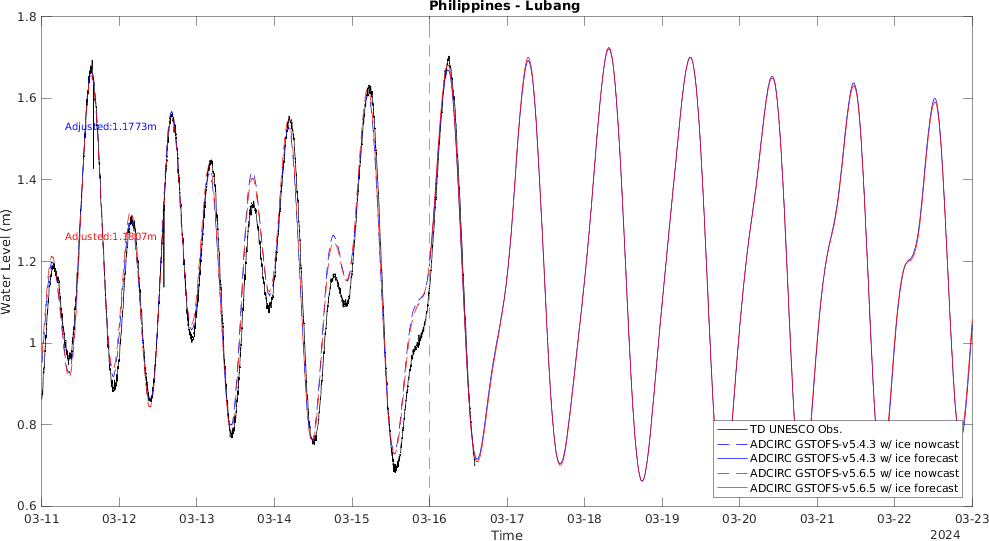 Philippines - Lubang
Water Level (m)
1.8
1.6
1.4
1.2
1
0.8
0.6
Adjusted:1.1773m
Adjusted:1.1807m
TD UNESCO Obs.
ADCIRC GSTOFS-v5.4.3 w/ ice nowcast
ADCIRC GSTOFS-v5.4.3 w/ ice forecast
ADCIRC GSTOFS-v5.6.5 w/ ice nowcast
ADCIRC GSTOFS-v5.6.5 w/ ice forecast
03-11 03-12 03-13 03-14 03-15 03-16 03-17 03-18 03-19 03-20 03-21 03-22 03-23
Time
2024